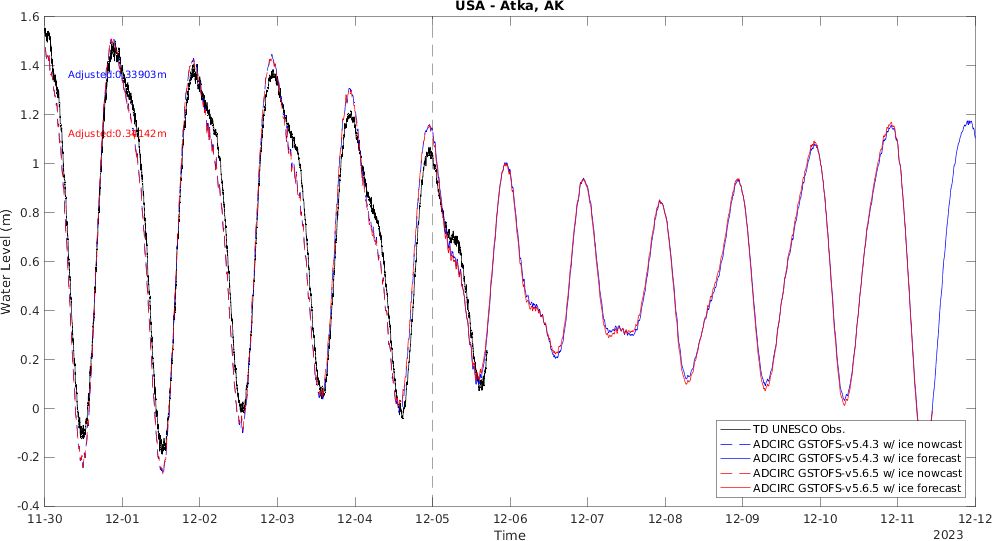 USA - Atka, AK
1.6
1.4
1.2
1
0.8
0.6
0.4
0.2
0
-0.2
-0.4
Water Level (m)
Adjusted:0.33903m
Adjusted:0.34142m
TD UNESCO Obs.
ADCIRC GSTOFS-v5.4.3 w/ ice nowcast
ADCIRC GSTOFS-v5.4.3 w/ ice forecast
ADCIRC GSTOFS-v5.6.5 w/ ice nowcast
ADCIRC GSTOFS-v5.6.5 w/ ice forecast
11-30 12-01 12-02 12-03 12-04 12-05 12-06 12-07 12-08 12-09 12-10 12-11 12-12
Time
2023